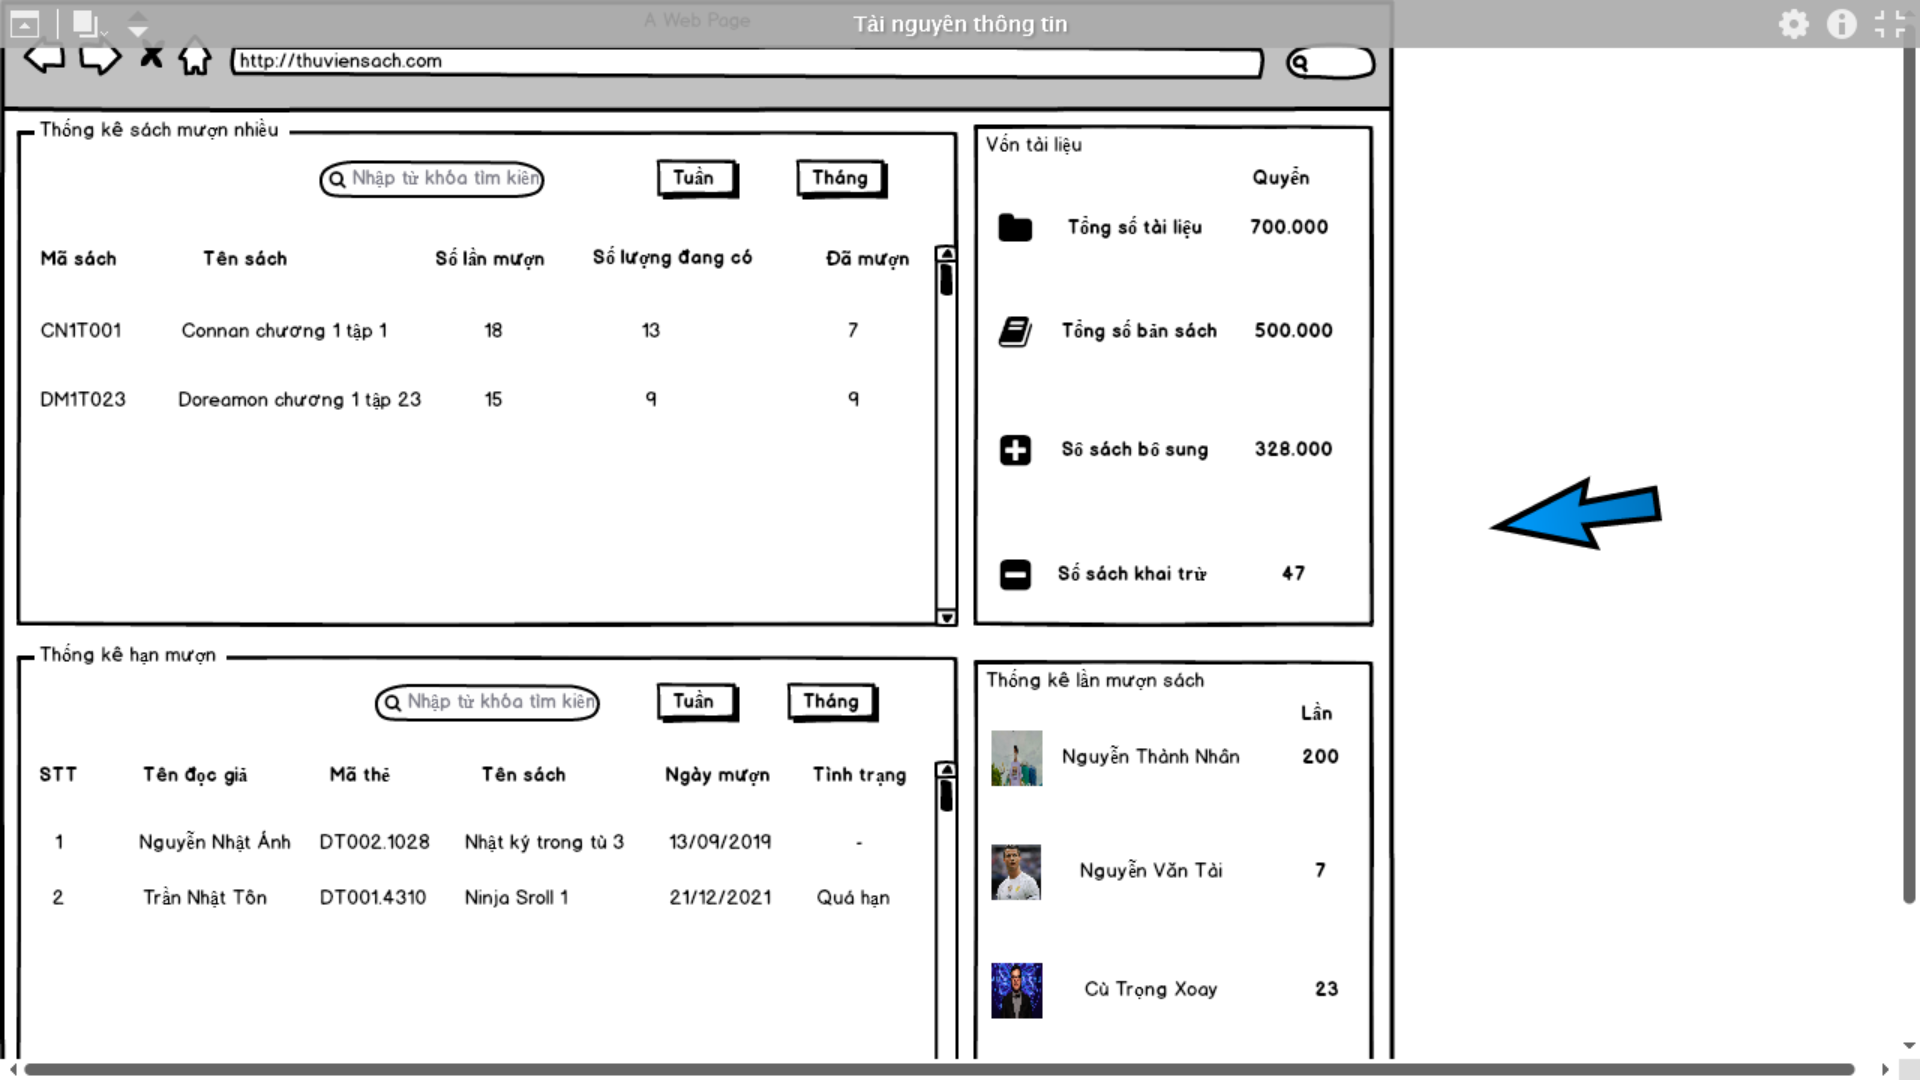 A Web Page
Tài nguyên thông tin
http://thuviensach.com
Thống kê sách mượn nhiều
Nhập từ khóa tìm kiến
Tuần
Tháng
Mã sách Tên sách Số lần mượn Số lượng đang có Đã mượn
CN1T001 Connan chương 1 tập 1 18 13 7
DM1T023 Doreamon chương 1 tập 23 15 9 9
Vốn tài liệu
Quyển
Tổng số tài liệu 700.000
Tổng số bản sách 500.000
Sô sách bổ sung 328.000
Số sách khai trừ 47
Thống kê hạn mượn
Nhập từ khóa tìm kiến
Tuần
Tháng
STT Tên đọc giả Mã thẻ Tên sách Ngày mượn Tình trạng
1 Nguyễn Nhật Ánh DT002.1028 Nhật ký trong tù 3 13/09/2019 -
2 Trần Nhật Tôn DT001.4310 Ninja Sroll 1 21/12/2021 Quá hạn
Thống kê lần mượn sách
Lần
Nguyễn Thành Nhân 200
Nguyễn Văn Tài 7
Cù Trọng Xoay 23